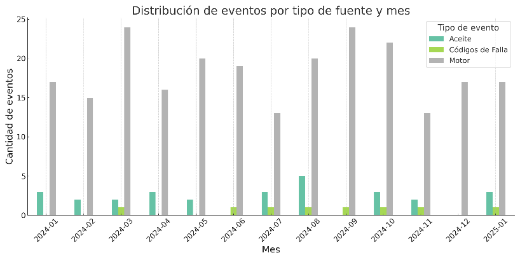 Distribución de eventos por tipo de fuente y mes
Tipo de evento
Aceite
Códigos de Falla
Motor
Cantidad de eventos
25
20
15
10
5
0
2024-01
2024-02
2024-03
2024-04
2024-05
2024-06
2024-07
2024-08
2024-09
2024-10
2024-11
2024-12
2025-01
Mes